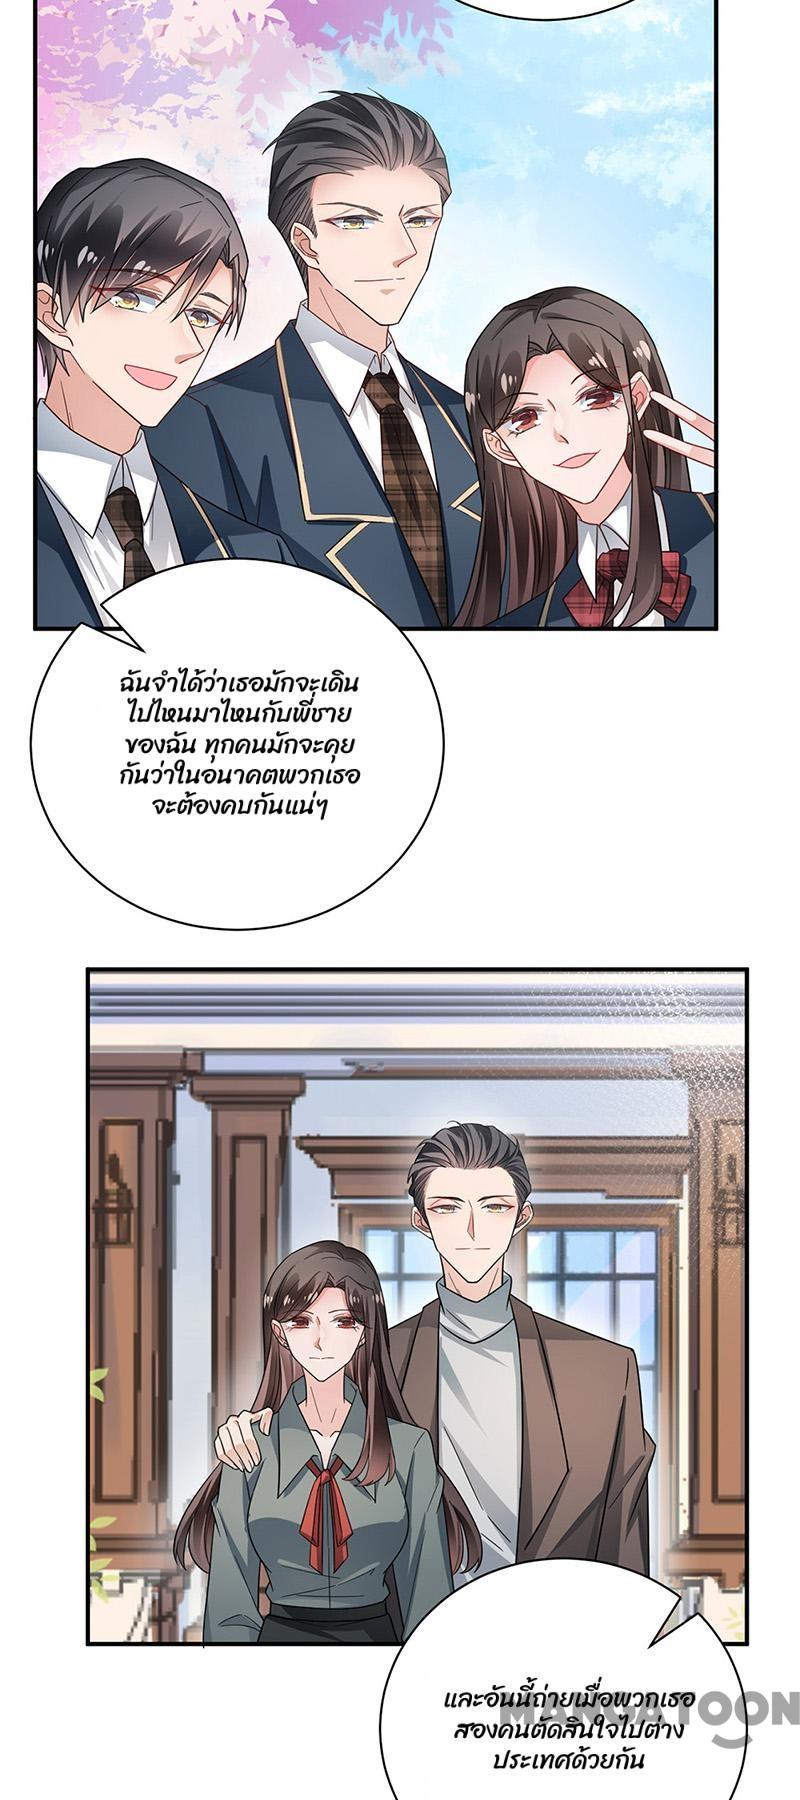 ฉันจำได้ว่าเธอมักจะเดิน
ไปไหนมาไหนกับพี่ชาย
ของฉัน ทุกคนมักจะคุย
กันว่าในอนาคตพวกเธอ
จะต้องคบกันแน่ๆ
และอันนี้ถ่ายเมื่อพวกเธอ
สองคนตัดสินใจไปต่าง
ประเทศด้วยกัน
MANGATOON